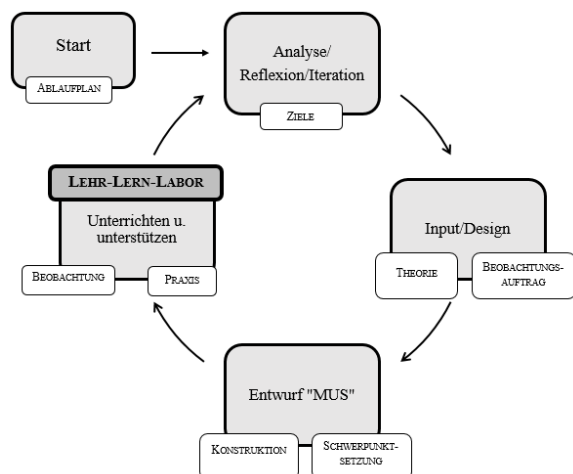 Start
ABLAUFPLAN
Analyse/
Reflexion/Iteration
ZIELE
Input/Design
THEORIE
BEOBACHTUNGS-
AUFTRAG
Entwurf "MUS"
KONSTRUKTION
SCHWERPUNKT-
SETZUNG
LEHR-LERN-LABOR
Unterrichten u.
unterstützen
BEOBACHTUNG
PRAXIS